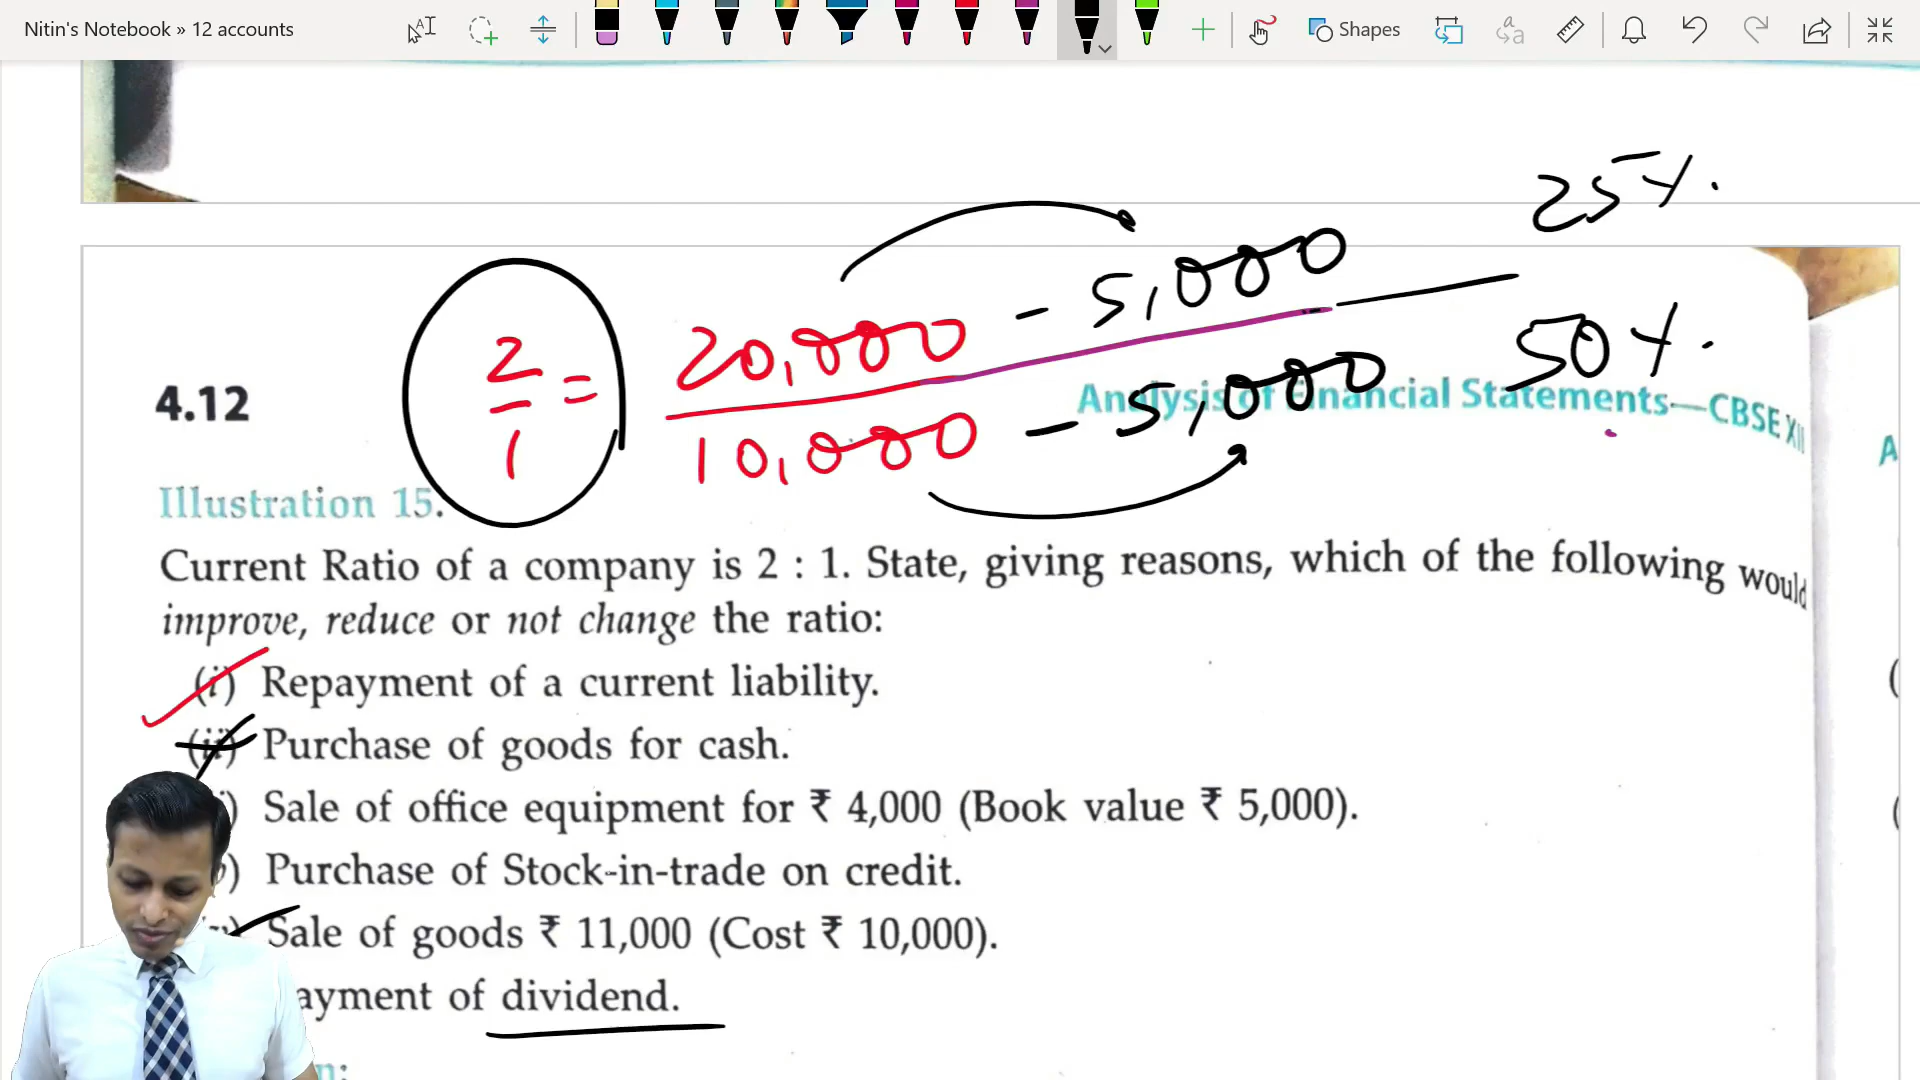 Nitin's Notebook » 12 accounts
Shapes
25%.
- 5,000
20,000
2/1 =
50%.
4.12
Analysis of Financial Statements—CBSE XII
10,000 - 5,000
A
Illustration 15.
Current Ratio of a company is 2 : 1. State, giving reasons, which of the following would
improve, reduce or not change the ratio:
(i) Repayment of a current liability.
(ii) Purchase of goods for cash.
) Sale of office equipment for ₹ 4,000 (Book value ₹ 5,000).
) Purchase of Stock-in-trade on credit.
) Sale of goods ₹ 11,000 (Cost ₹ 10,000).
ayment of dividend.
n: